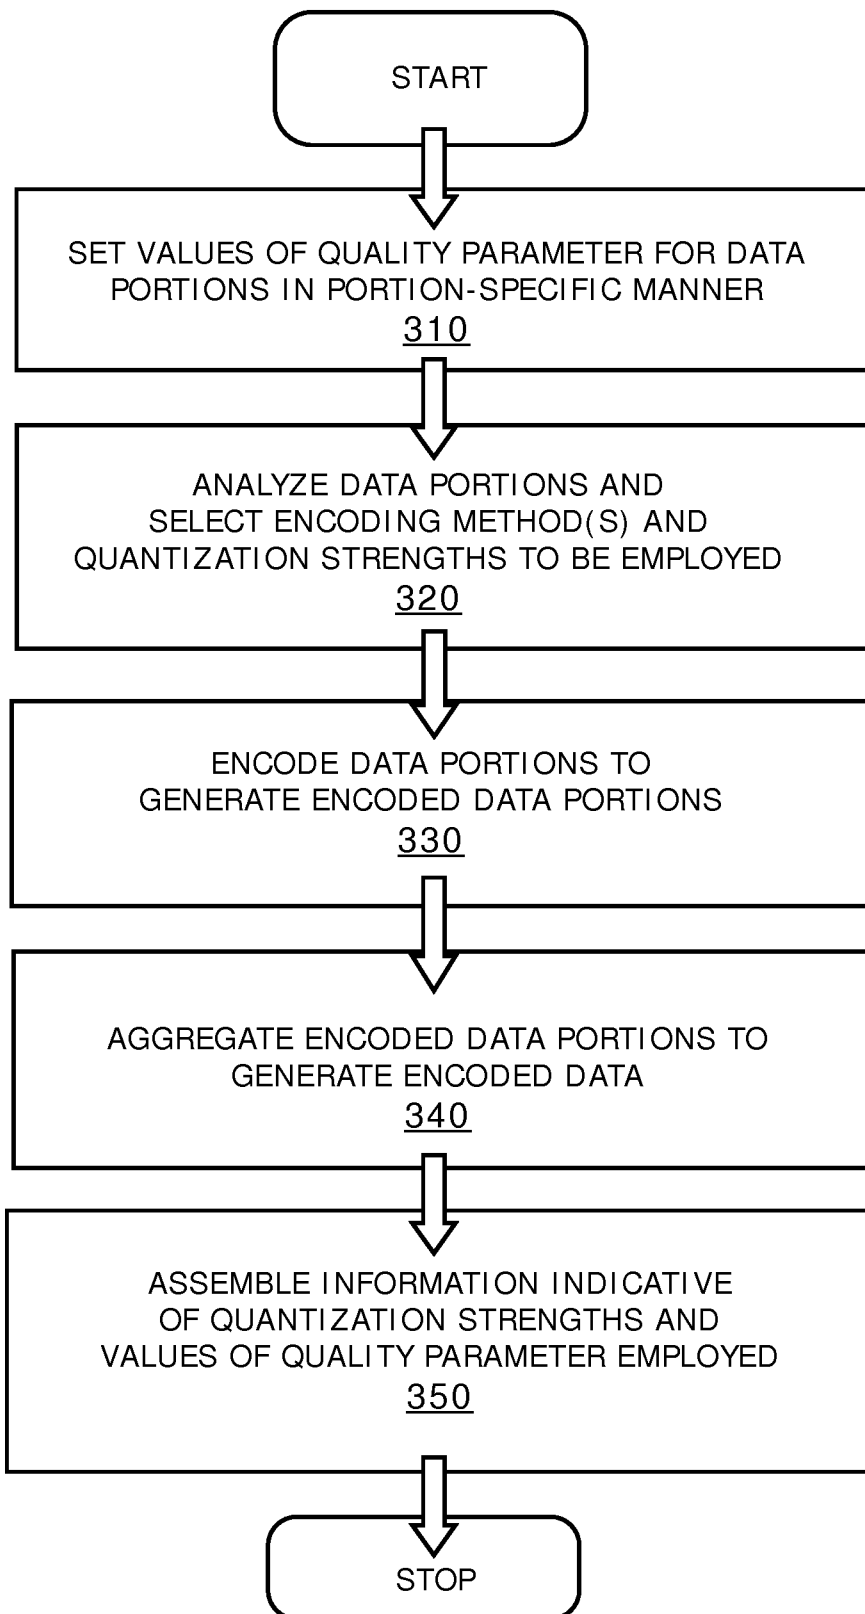 START
SET VALUES OF QUALITY PARAMETER FOR DATA
PORTIONS IN PORTION-SPECIFIC MANNER
310
ANALYZE DATA PORTIONS AND
SELECT ENCODING METHOD(S) AND
QUANTIZATION STRENGTHS TO BE EMPLOYED
320
ENCODE DATA PORTIONS TO
GENERATE ENCODED DATA PORTIONS
330
AGGREGATE ENCODED DATA PORTIONS TO
GENERATE ENCODED DATA
340
ASSEMBLE INFORMATION INDICATIVE
OF QUANTIZATION STRENGTHS AND
VALUES OF QUALITY PARAMETER EMPLOYED
350
STOP